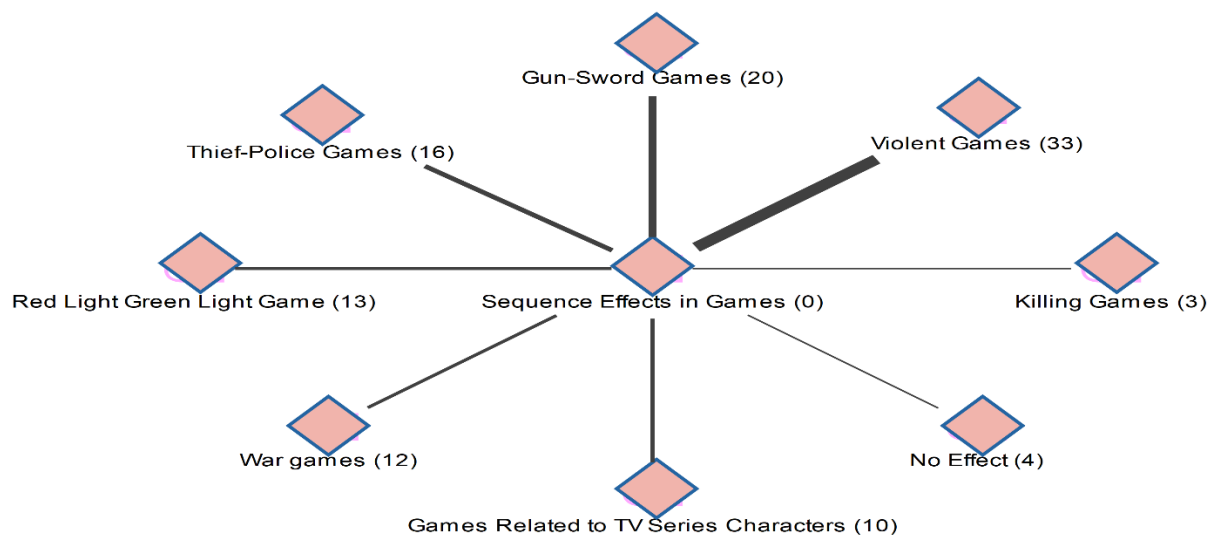 Gun-Sword Games (20)
Violent Games (33)
Thief-Police Games (16)
Red Light Green Light Game (13)
Sequence Effects in Games (0)
Killing Games (3)
War games (12)
No Effect (4)
Games Related to TV Series Characters (10)